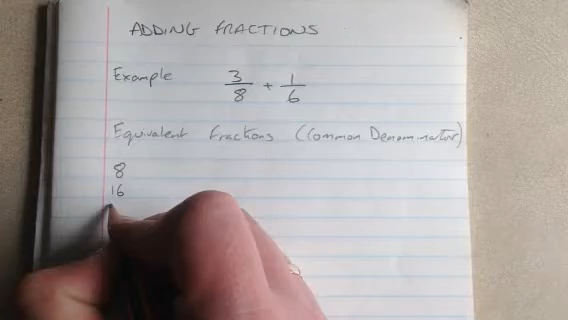 ADDING FRACTIONS
Example 3/8 + 1/6
Equivalent Fractions (Common Denominator)
8
16